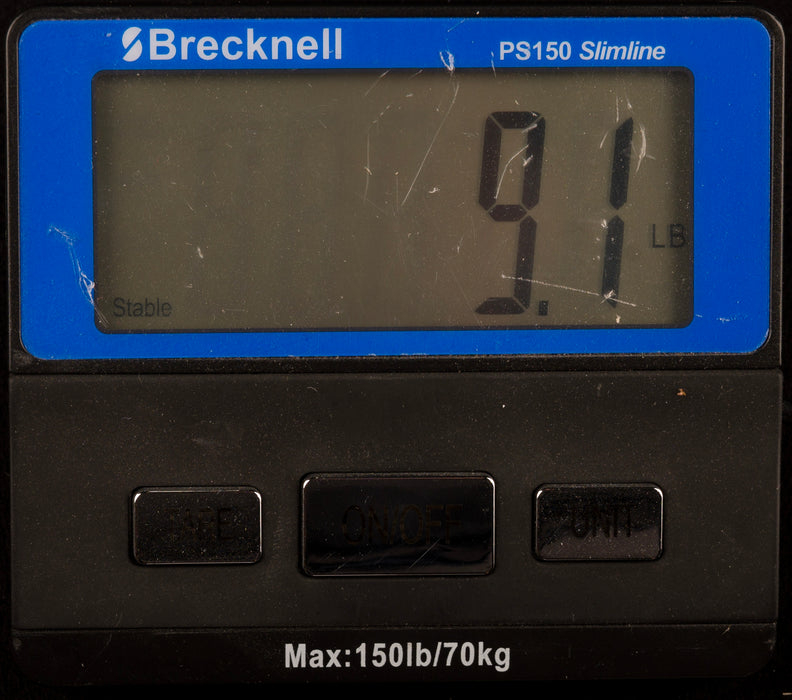 Brecknell
PS150 Slimline
9.1
LB
Stable
ON/OFF
UNIT
Max:150lb/70kg